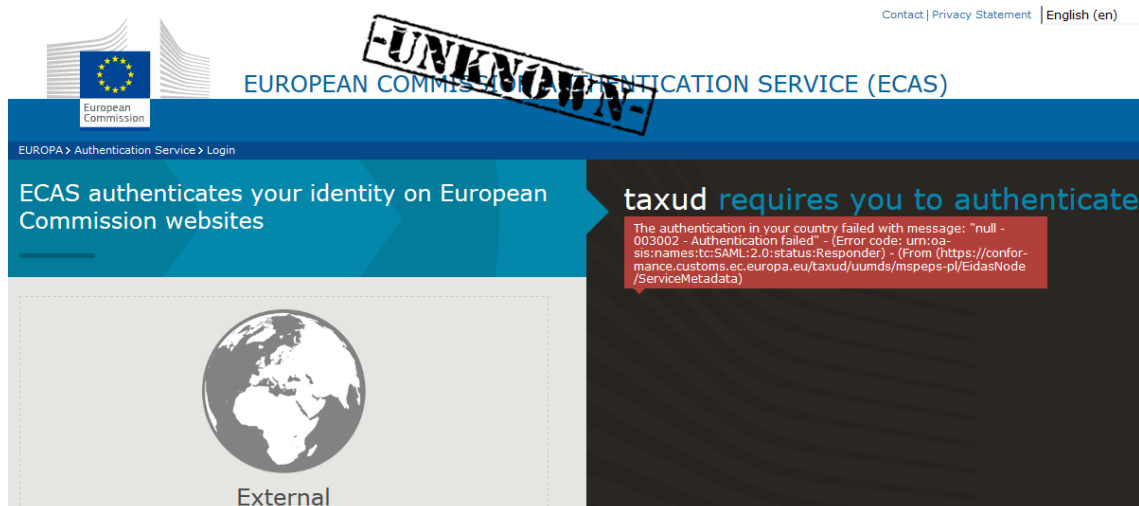 Contact | Privacy Statement English (en)
-UNKNOWN-
EUROPEAN COMMISSION AUTHENTICATION SERVICE (ECAS)
European
Commission
EUROPA > Authentication Service > Login
ECAS authenticates your identity on European
Commission websites
taxud requires you to authenticate
The authentication in your country failed with message: "null -
003002 - Authentication failed" - (Error code: urn:oa-
sis:names:tc:SAML:2.0:status:Responder) - (From (https://confor-
mance.customs.ec.europa.eu/taxud/uumds/mspeps-pl/EidasNode
/ServiceMetadata)
External